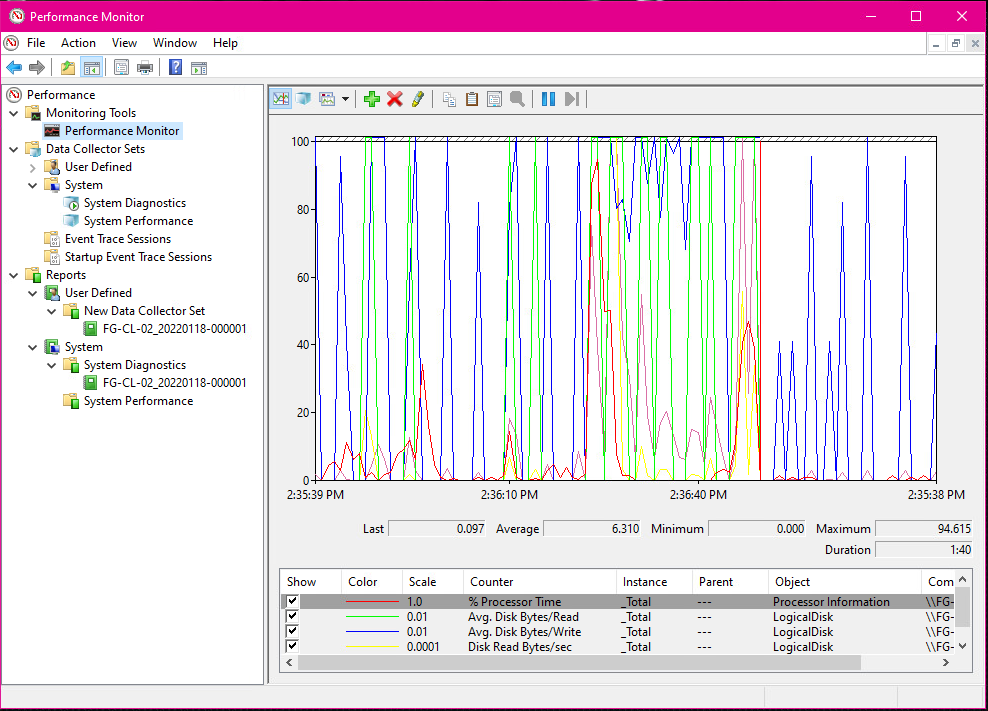 Performance Monitor
File Action View Window Help
Performance
Monitoring Tools
Performance Monitor
Data Collector Sets
User Defined
System
System Diagnostics
System Performance
Event Trace Sessions
Startup Event Trace Sessions
Reports
User Defined
New Data Collector Set
FG-CL-02_20220118-000001
System
System Diagnostics
FG-CL-02_20220118-000001
System Performance
100
80
60
40
20
0
2:35:39 PM 2:36:10 PM 2:36:40 PM 2:35:38 PM
Last 0.097 Average 6.310 Minimum 0.000 Maximum 94.615
Duration 1:40
Show Color Scale Counter Instance Parent Object Com
1.0 % Processor Time _Total --- Processor Information \\FG-
0.01 Avg. Disk Bytes/Read _Total --- LogicalDisk \\FG-
0.01 Avg. Disk Bytes/Write _Total --- LogicalDisk \\FG-
0.0001 Disk Read Bytes/sec _Total --- LogicalDisk \\FG-